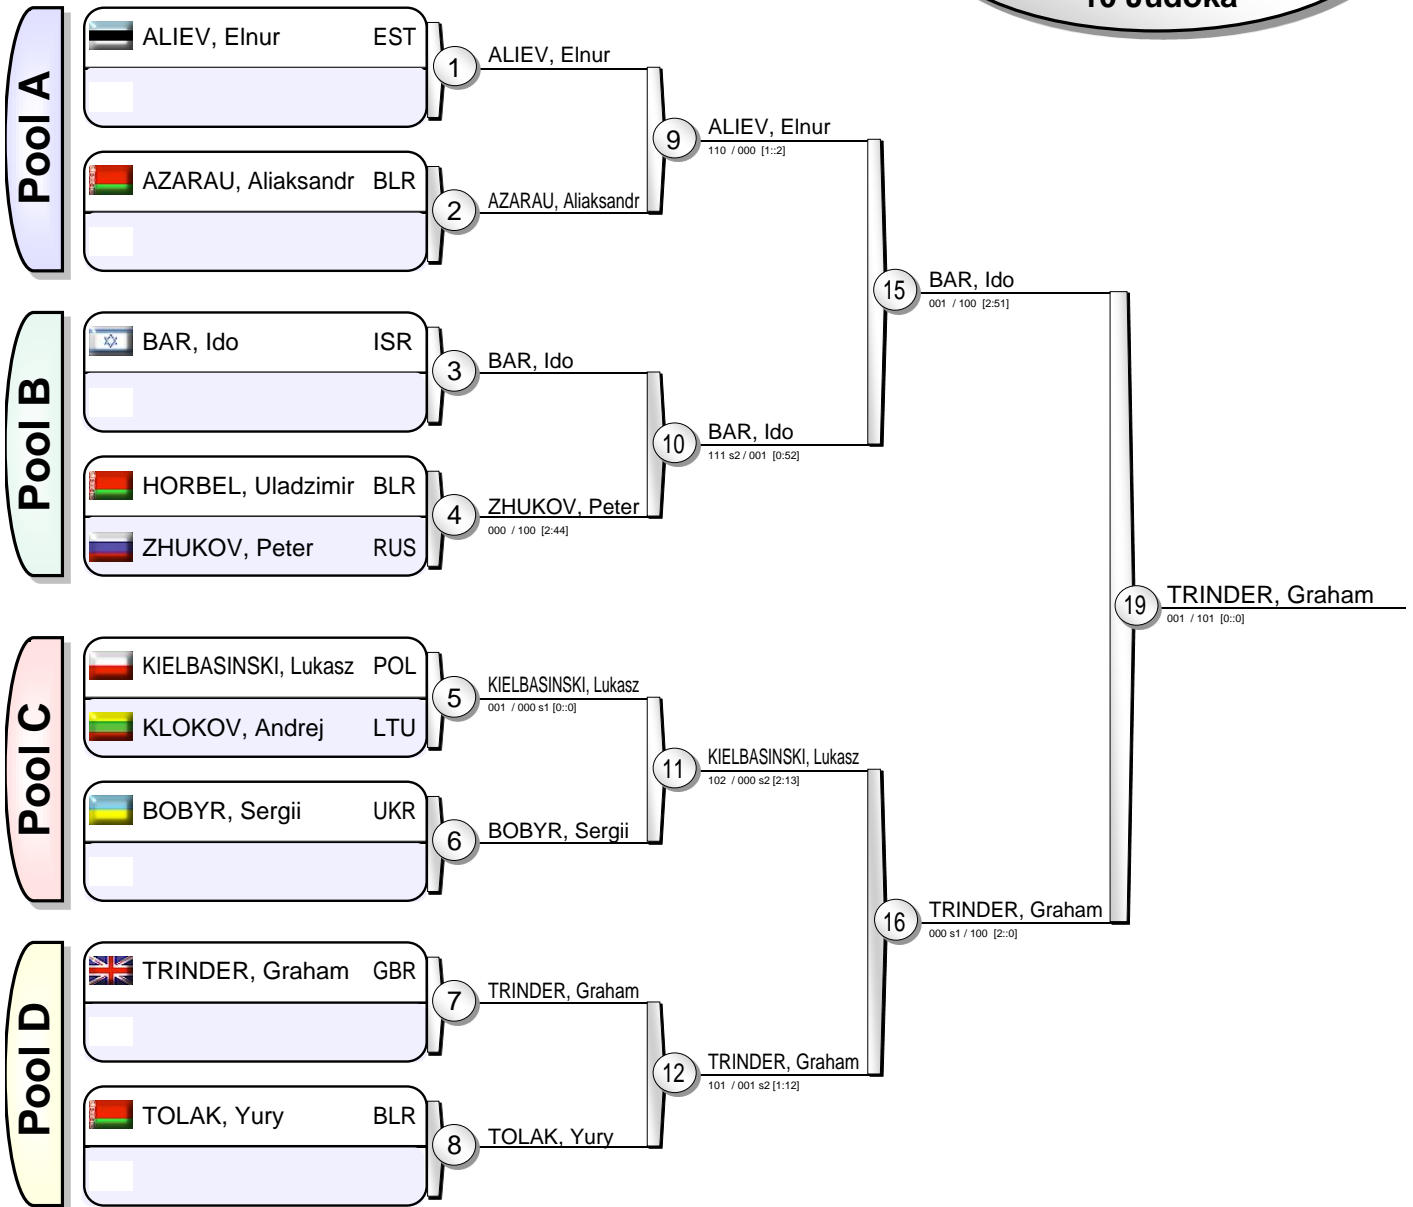 10 Judoka
Pool A
ALIEV, Elnur EST
1
ALIEV, Elnur
9
ALIEV, Elnur
110 / 000 [1::2]
AZARAU, Aliaksandr BLR
2
AZARAU, Aliaksandr
15
BAR, Ido
001 / 100 [2:51]
Pool B
BAR, Ido ISR
3
BAR, Ido
10
BAR, Ido
111 s2 / 001 [0:52]
HORBEL, Uladzimir BLR
4
ZHUKOV, Peter
000 / 100 [2:44]
ZHUKOV, Peter RUS
19
TRINDER, Graham
001 / 101 [0::0]
Pool C
KIELBASINSKI, Lukasz POL
5
KIELBASINSKI, Lukasz
001 / 000 s1 [0::0]
KLOKOV, Andrej LTU
11
KIELBASINSKI, Lukasz
102 / 000 s2 [2:13]
BOBYR, Sergii UKR
6
BOBYR, Sergii
16
TRINDER, Graham
000 s1 / 100 [2::0]
Pool D
TRINDER, Graham GBR
7
TRINDER, Graham
12
TRINDER, Graham
101 / 001 s2 [1:12]
TOLAK, Yury BLR
8
TOLAK, Yury